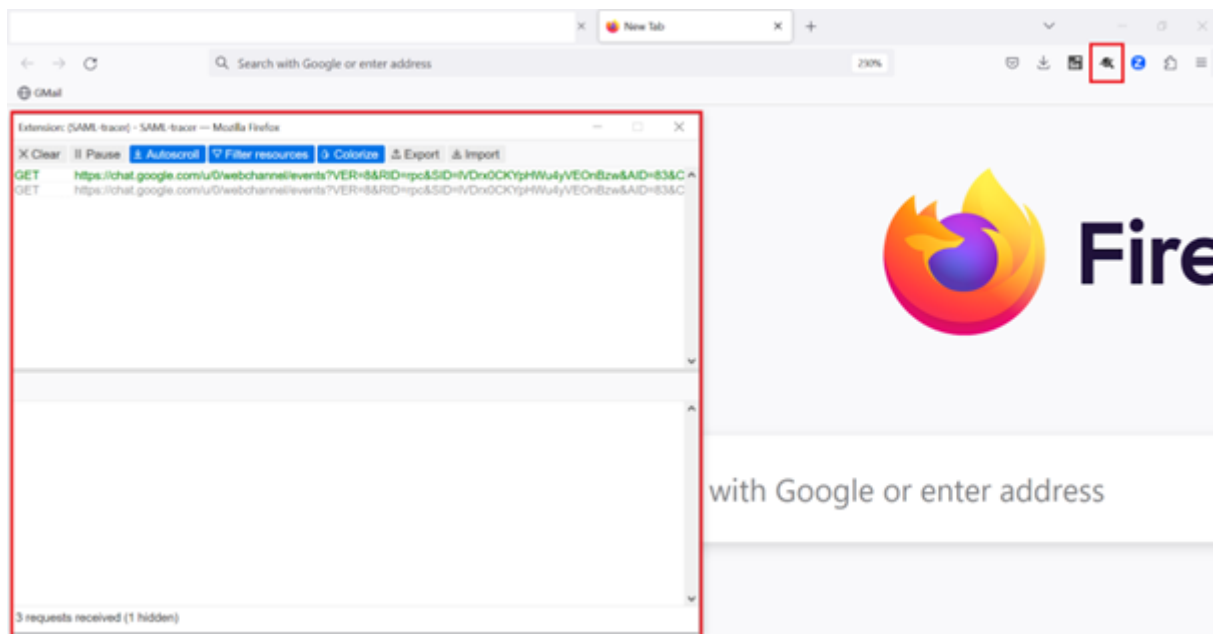 New Tab
Search with Google or enter address
230%
GMail
Extension: (SAML-tracer) - SAML-tracer — Mozilla Firefox
Clear Pause Autoscroll Filter resources Colorize Export Import
GET https://chat.google.com/u/0/webchannel/events?VER=8&RID=rpc&SID=IVDrx0CKYpHWu4yVEOnBzw&AID=83&C
GET https://chat.google.com/u/0/webchannel/events?VER=8&RID=rpc&SID=IVDrx0CKYpHWu4yVEOnBzw&AID=83&C
Fire
with Google or enter address
3 requests received (1 hidden)